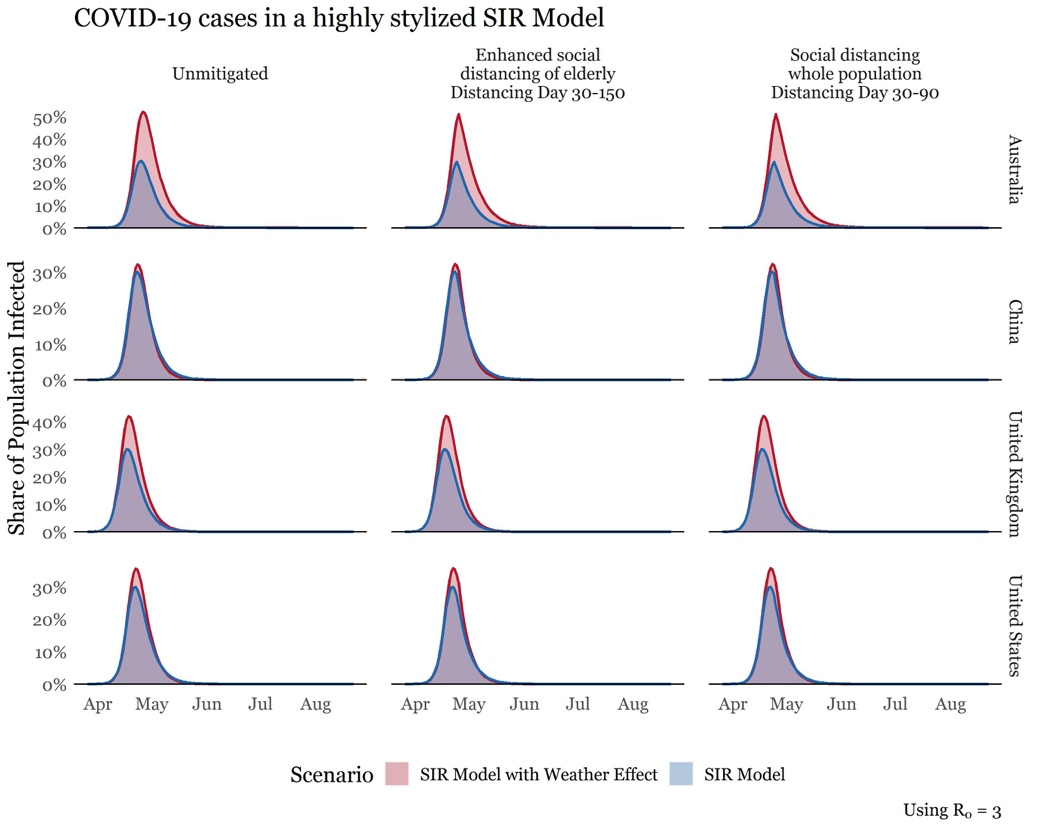 COVID-19 cases in a highly stylized SIR Model
Unmitigated
Enhanced social
distancing of elderly
Distancing Day 30-150
Social distancing
whole population
Distancing Day 30-90
Share of Population Infected
50%
40%
30%
20%
10%
0%
Australia
30%
20%
10%
0%
China
40%
30%
20%
10%
0%
United Kingdom
30%
20%
10%
0%
United States
Apr May Jun Jul Aug
Apr May Jun Jul Aug
Apr May Jun Jul Aug
Scenario SIR Model with Weather Effect SIR Model
Using R₀ = 3